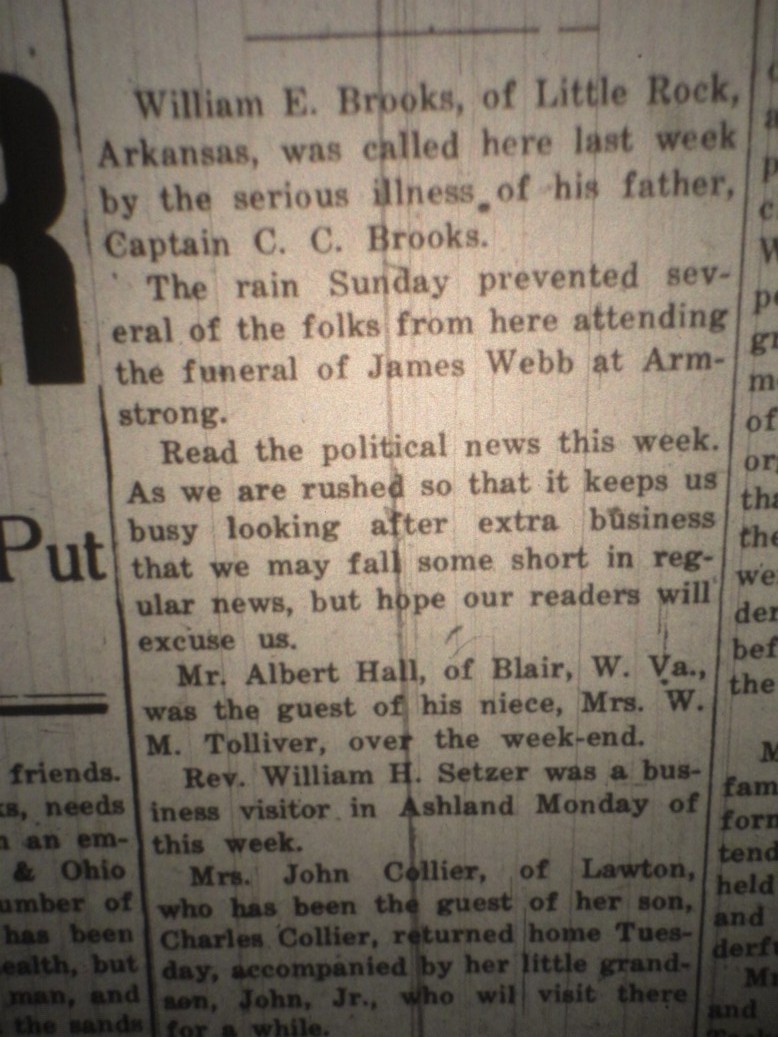 R
Put
friends.
needs
an em-
& Ohio
of
has been
but
man, and
the sands
William E. Brooks, of Little Rock,
Arkansas, was called here last week
by the serious illness of his father,
Captain C. C. Brooks.
The rain Sunday prevented sev-
eral of the folks from here attending
the funeral of James Webb at Arm-
strong.
Read the political news this week.
As we are rushed so that it keeps us
busy looking after extra business
that we may fall some short in reg-
ular news, but hope our readers will
excuse us.
Mr. Albert Hall, of Blair, W. Va.,
was the guest of his niece, Mrs. W.
M. Tolliver, over the week-end.
Rev. William H. Setzer was a bus-
iness visitor in Ashland Monday of
this week.
Mrs. John Collier, of Lawton,
who has been the guest of her son,
Charles Collier, returned home Tues-
day, accompanied by her little grand-
son, John, Jr., who wil visit there
for a while.
of
the
held
and
and